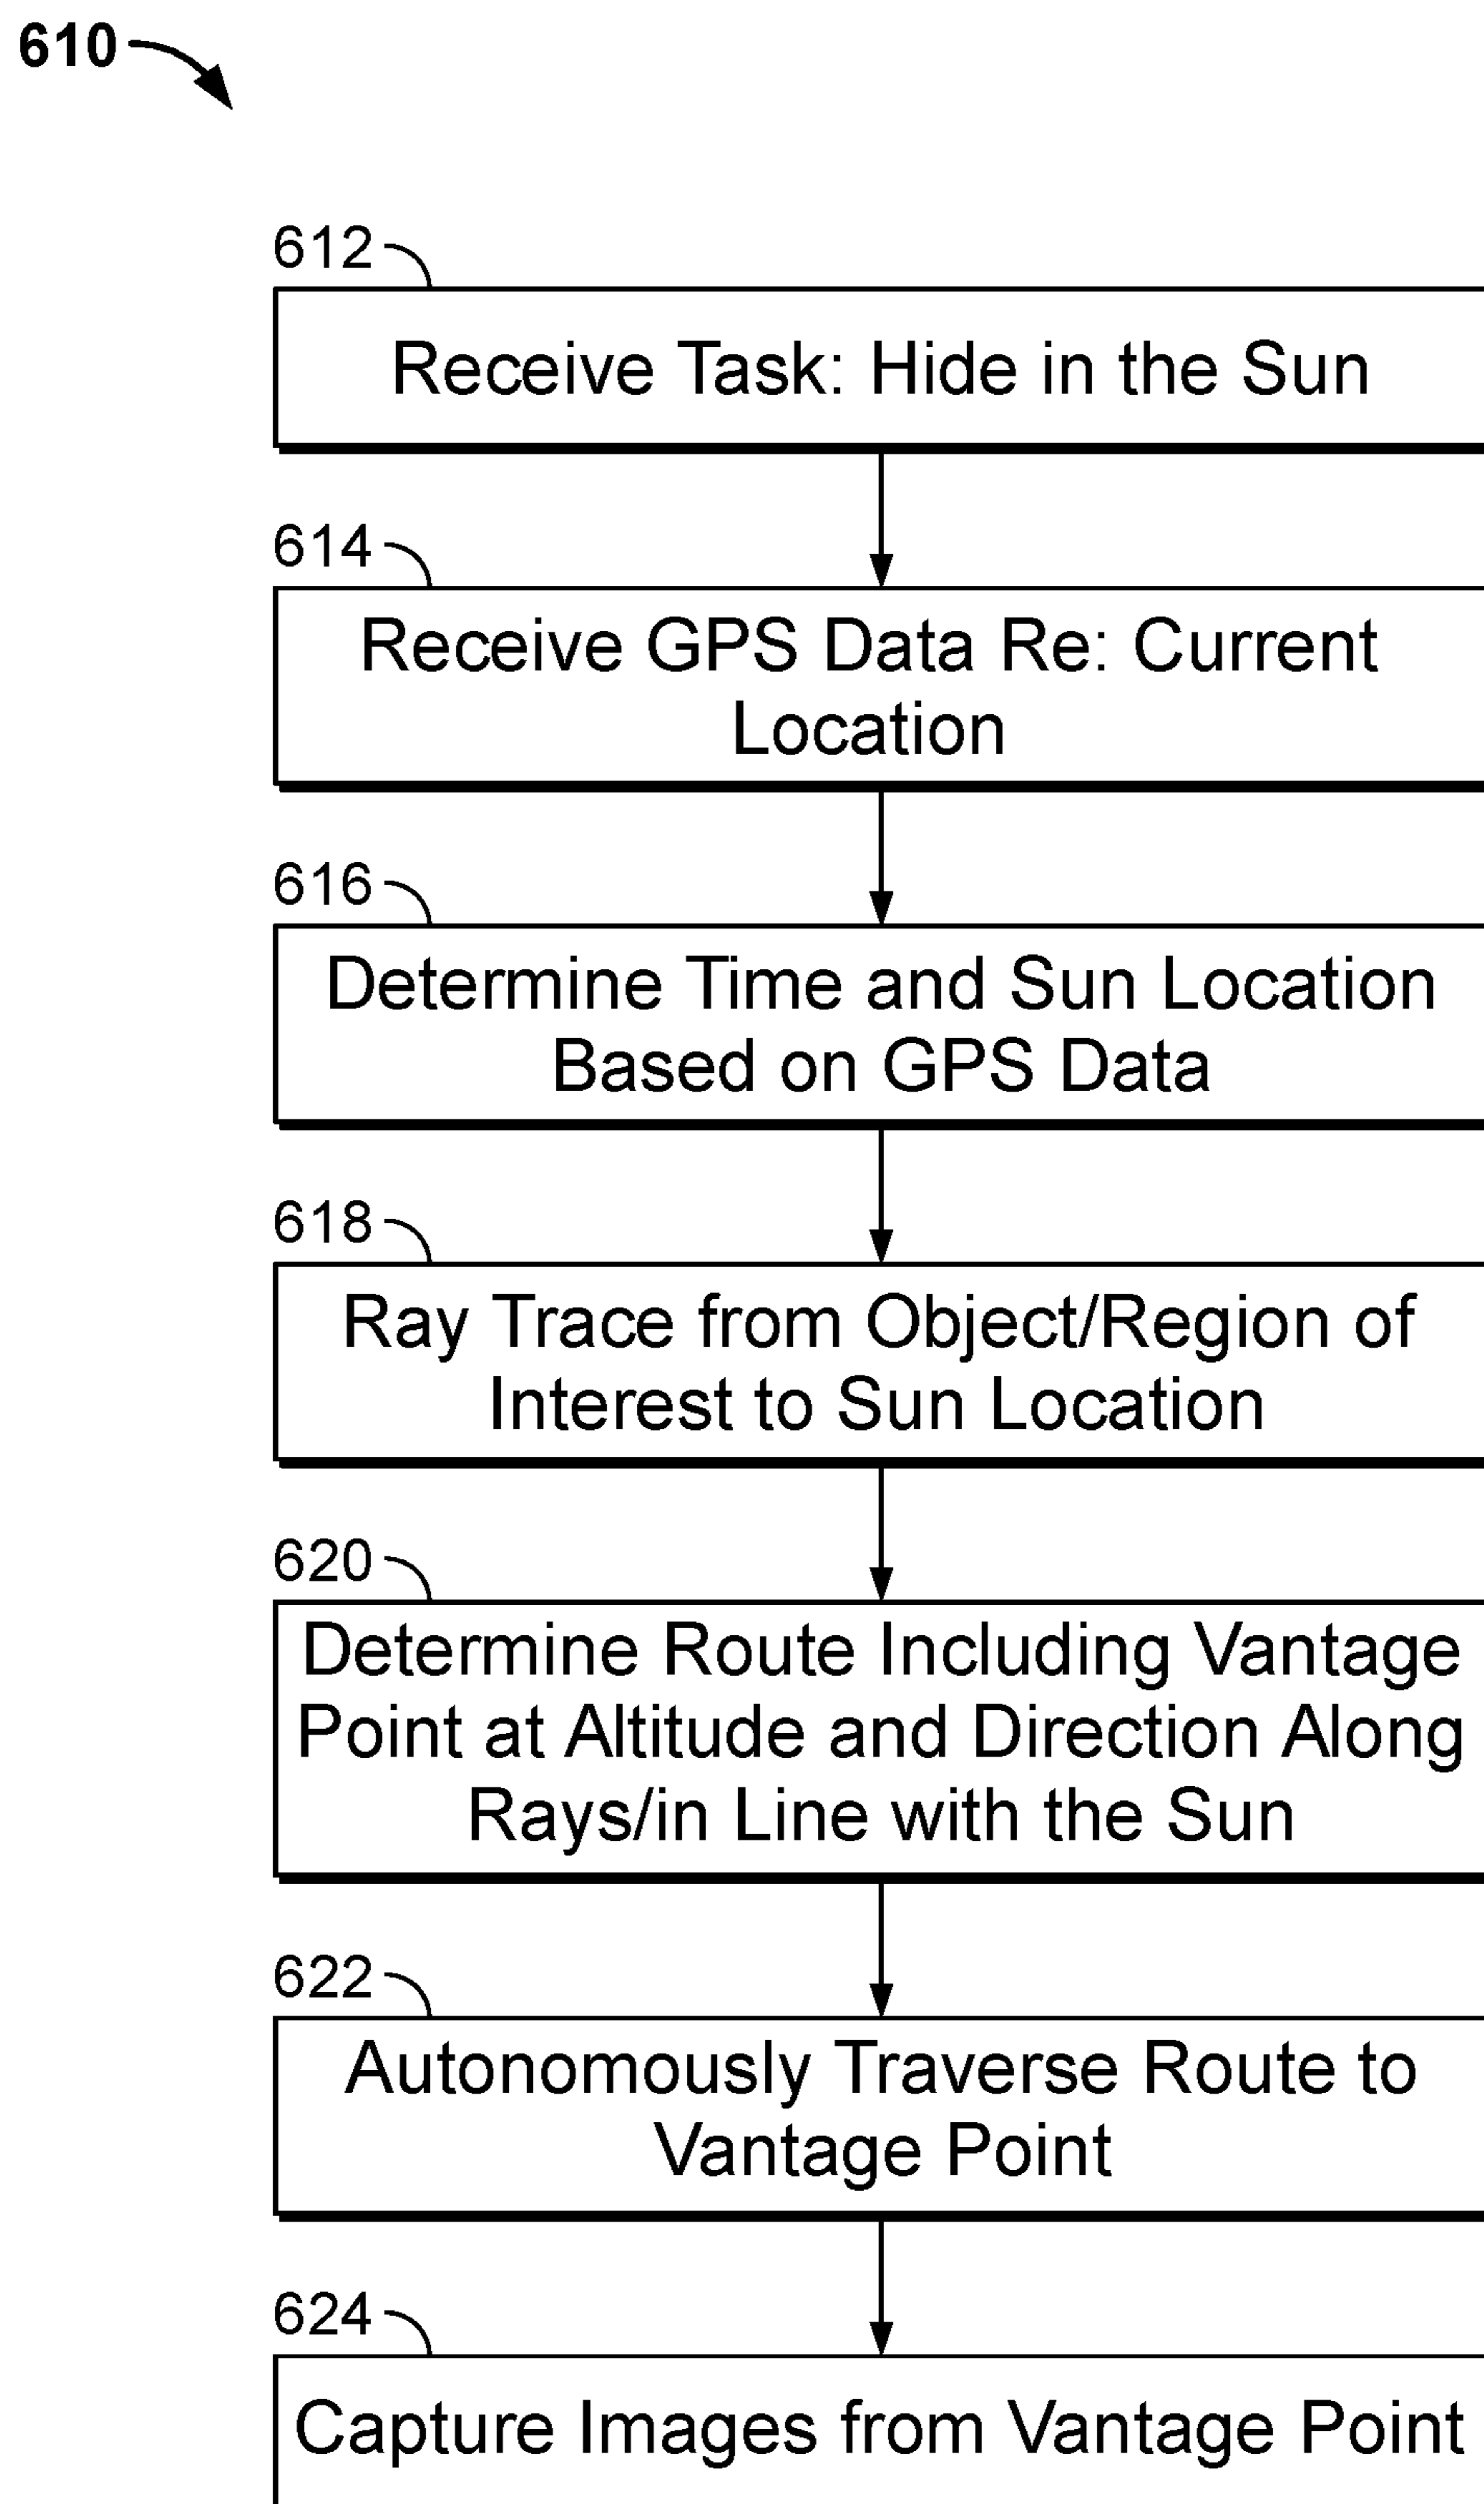 610
612
Receive Task: Hide in the Sun
614
Receive GPS Data Re: Current
Location
616
Determine Time and Sun Location
Based on GPS Data
618
Ray Trace from Object/Region of
Interest to Sun Location
620
Determine Route Including Vantage
Point at Altitude and Direction Along
Rays/in Line with the Sun
622
Autonomously Traverse Route to
Vantage Point
624
Capture Images from Vantage Point